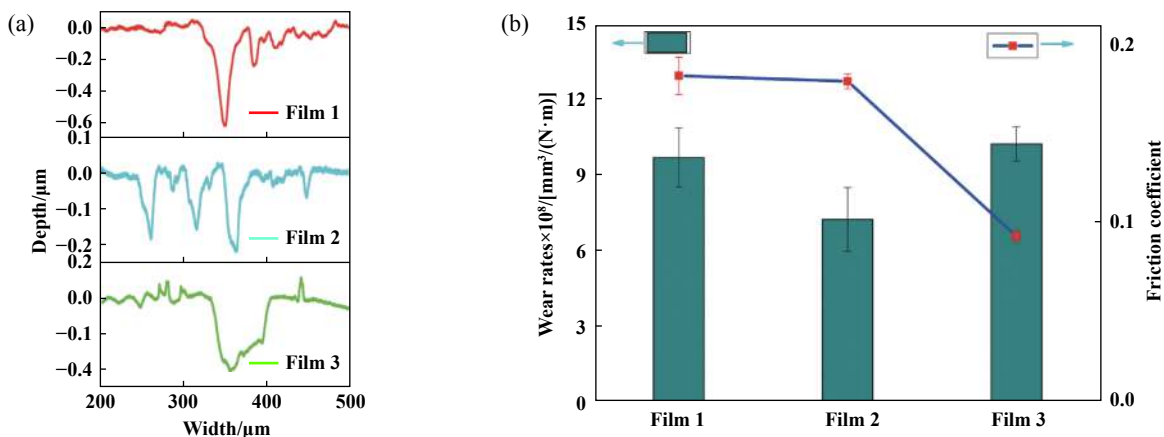 (a)
0.0
−0.2
−0.4
−0.6
Film 1
0.1
0.0
−0.1
−0.2
Film 2
0.2
0.0
−0.1
−0.4
Film 3
200
300
400
500
Width/μm
Depth/μm
(b)
15
12
9
6
3
0
Wear rates×10⁸/[mm³/(N·m)]
0.2
0.1
0.0
Friction coefficient
Film 1
Film 2
Film 3